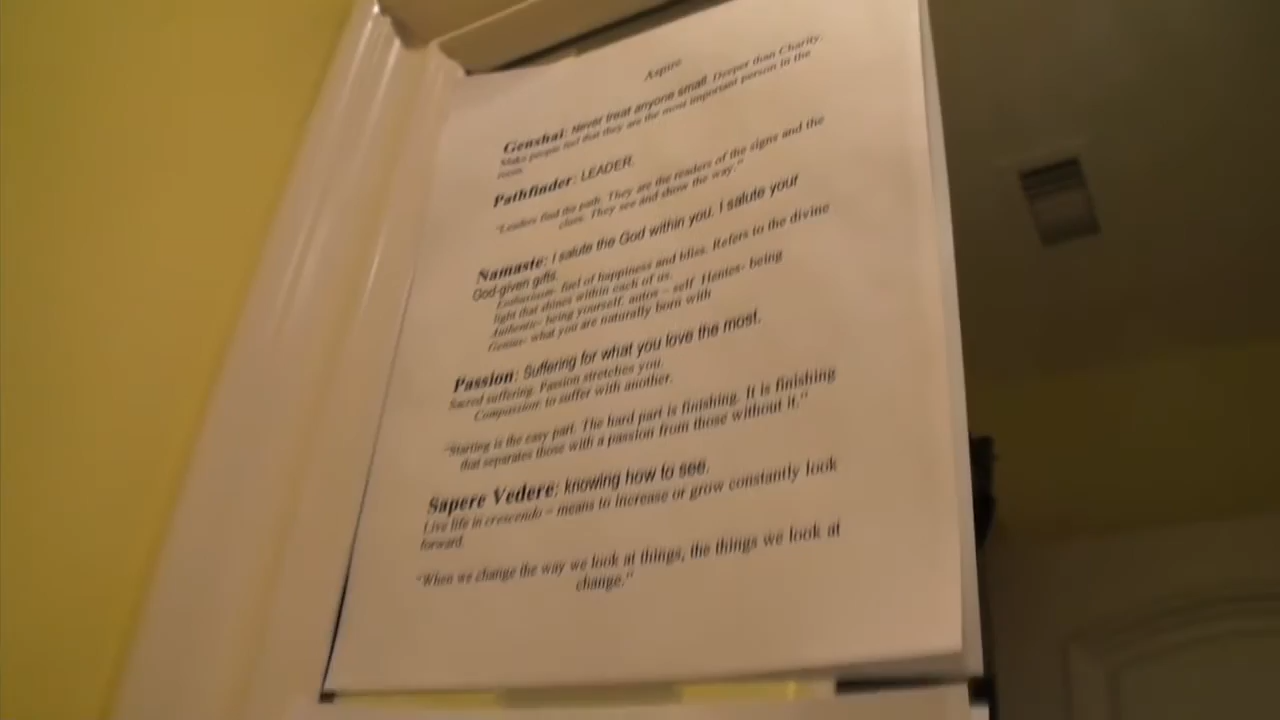 Aspire
Genshai: Never treat anyone small. Deeper than Charity.
Make people feel that they are the most important person in the
room.
Pathfinder: LEADER.
"Leaders find the path. They are the readers of the signs and the
clues. They see and show the way."
Namaste: I salute the God within you. I salute your
God-given gifts.
Enthusiasm- fuel of happiness and bliss. Refers to the divine
light that shines within each of us.
Authentic- being yourself. autos – self Hentes- being
Genius- what you are naturally born with
Passion: Suffering for what you love the most.
Sacred suffering. Passion stretches you.
Compassion: to suffer with another.
"Starting is the easy part. The hard part is finishing. It is finishing
that separates those with a passion from those without it."
Sapere Vedere: knowing how to see.
Live life in crescendo – means to increase or grow constantly look
forward.
"When we change the way we look at things, the things we look at
change."